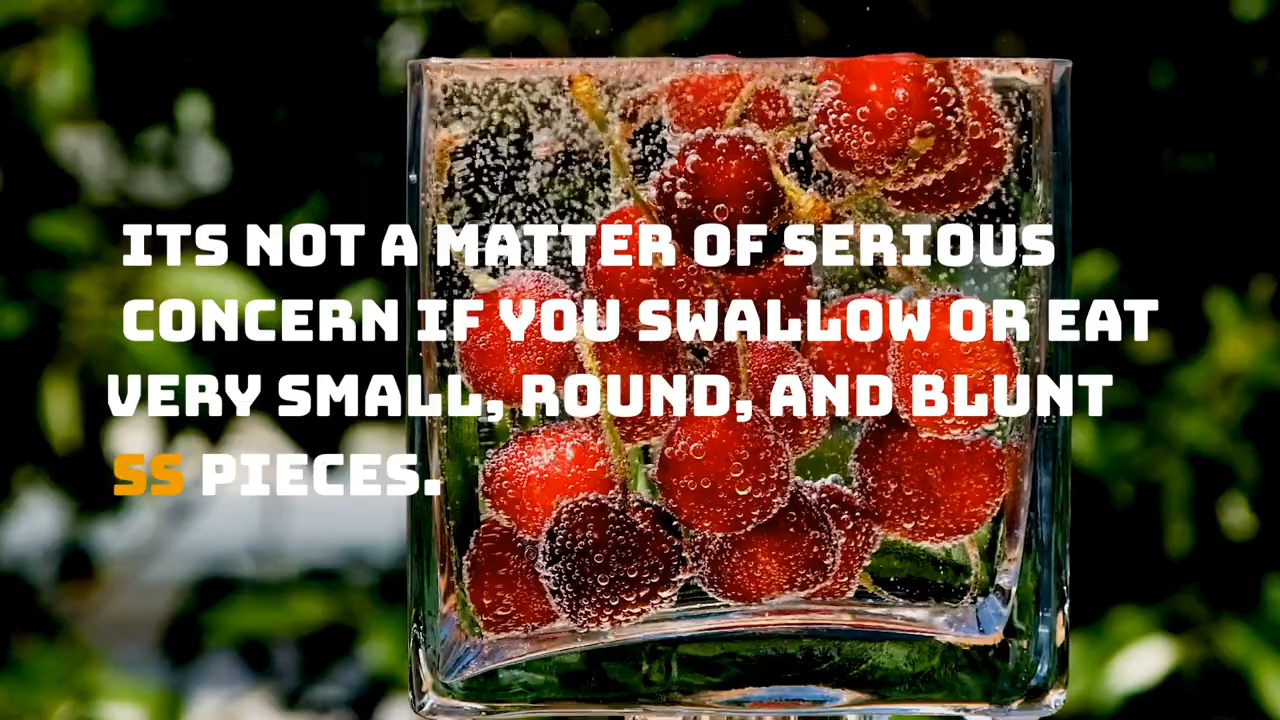 ITS NOT A MATTER OF SERIOUS
CONCERN IF YOU SWALLOW OR EAT
VERY SMALL, ROUND, AND BLUNT
SS PIECES.